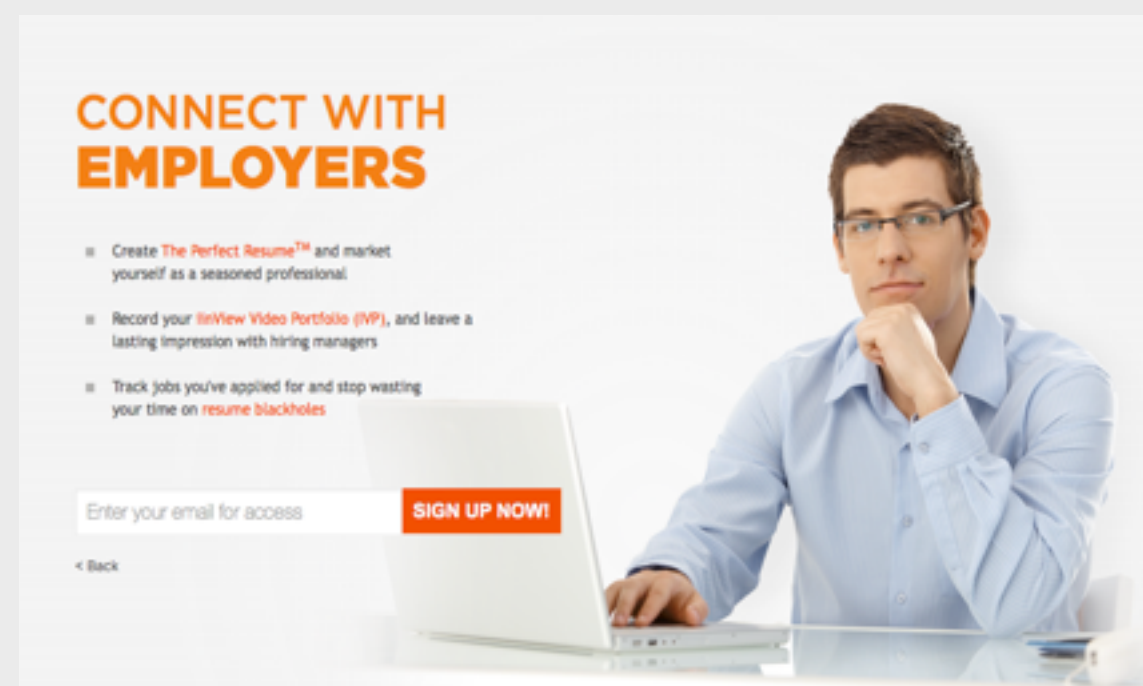 CONNECT WITH
EMPLOYERS
Create The Perfect Resume™ and market
yourself as a seasoned professional
Record your IinView Video Portfolio (IVP), and leave a
lasting impression with hiring managers
Track jobs you've applied for and stop wasting
your time on resume blackholes
Enter your email for access
SIGN UP NOW!
< Back